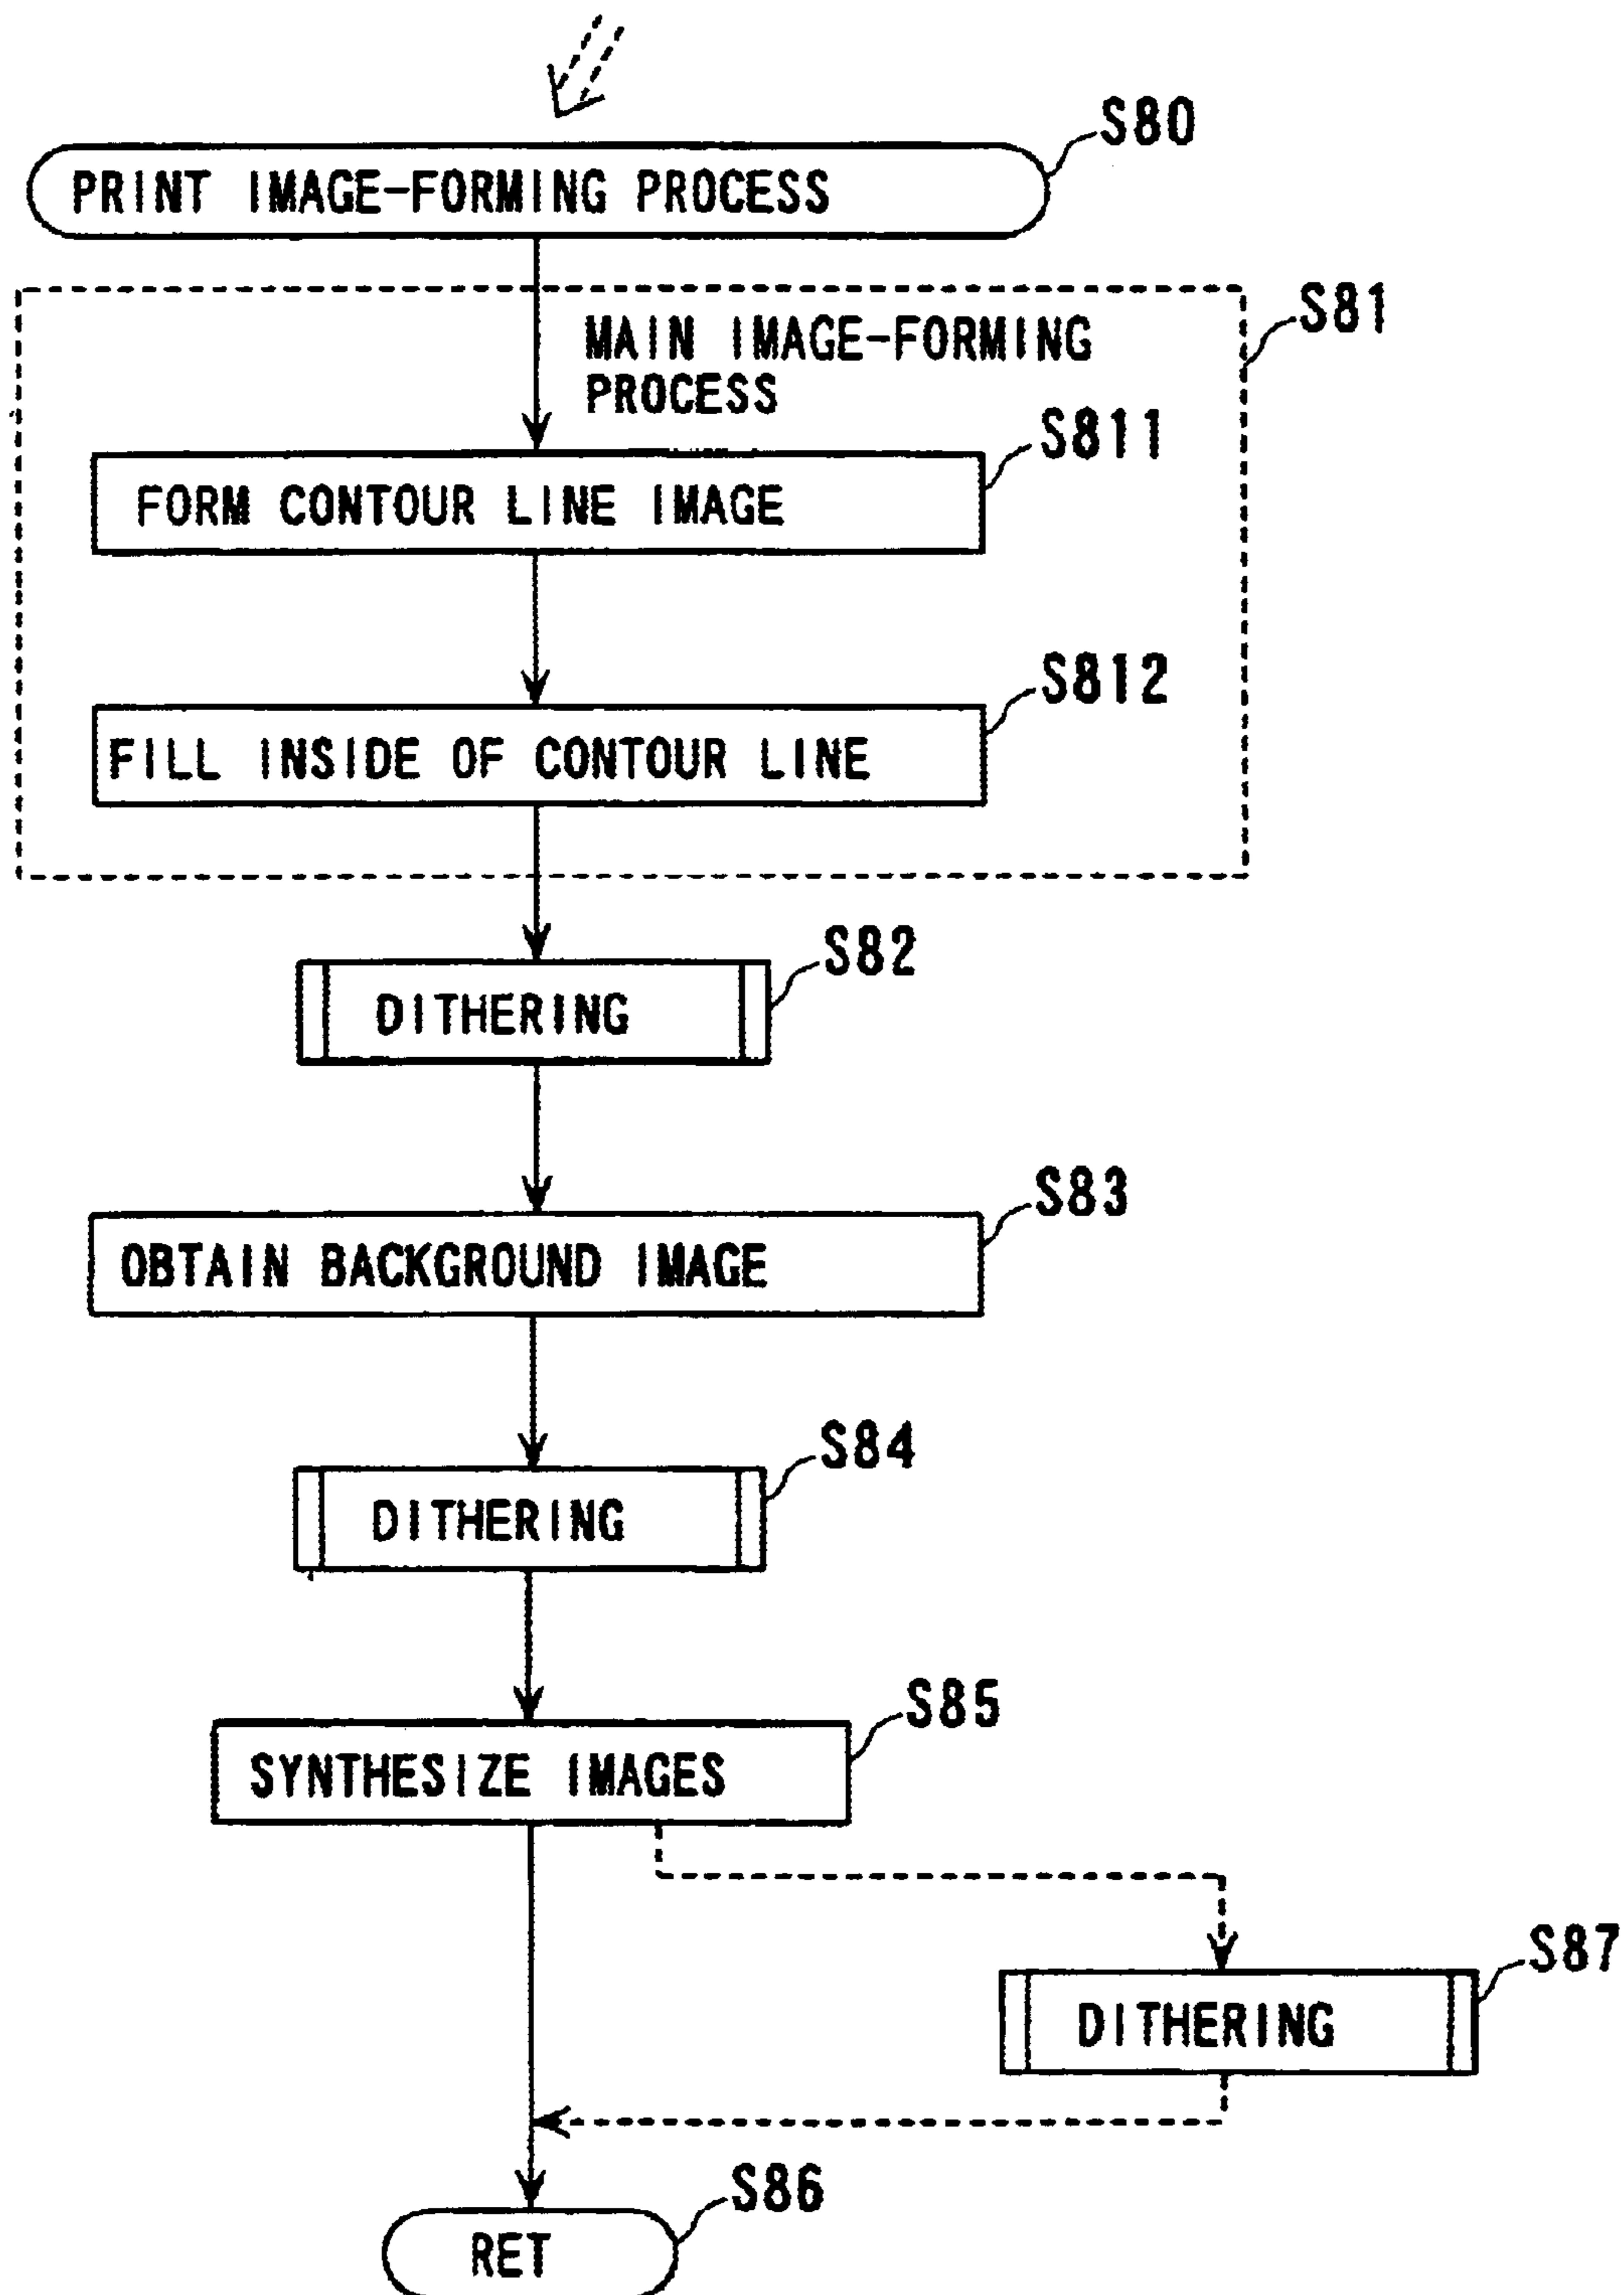 S80
PRINT IMAGE-FORMING PROCESS
S81
MAIN IMAGE-FORMING
PROCESS
S811
FORM CONTOUR LINE IMAGE
S812
FILL INSIDE OF CONTOUR LINE
S82
DITHERING
S83
OBTAIN BACKGROUND IMAGE
S84
DITHERING
S85
SYNTHESIZE IMAGES
S87
DITHERING
S86
RET